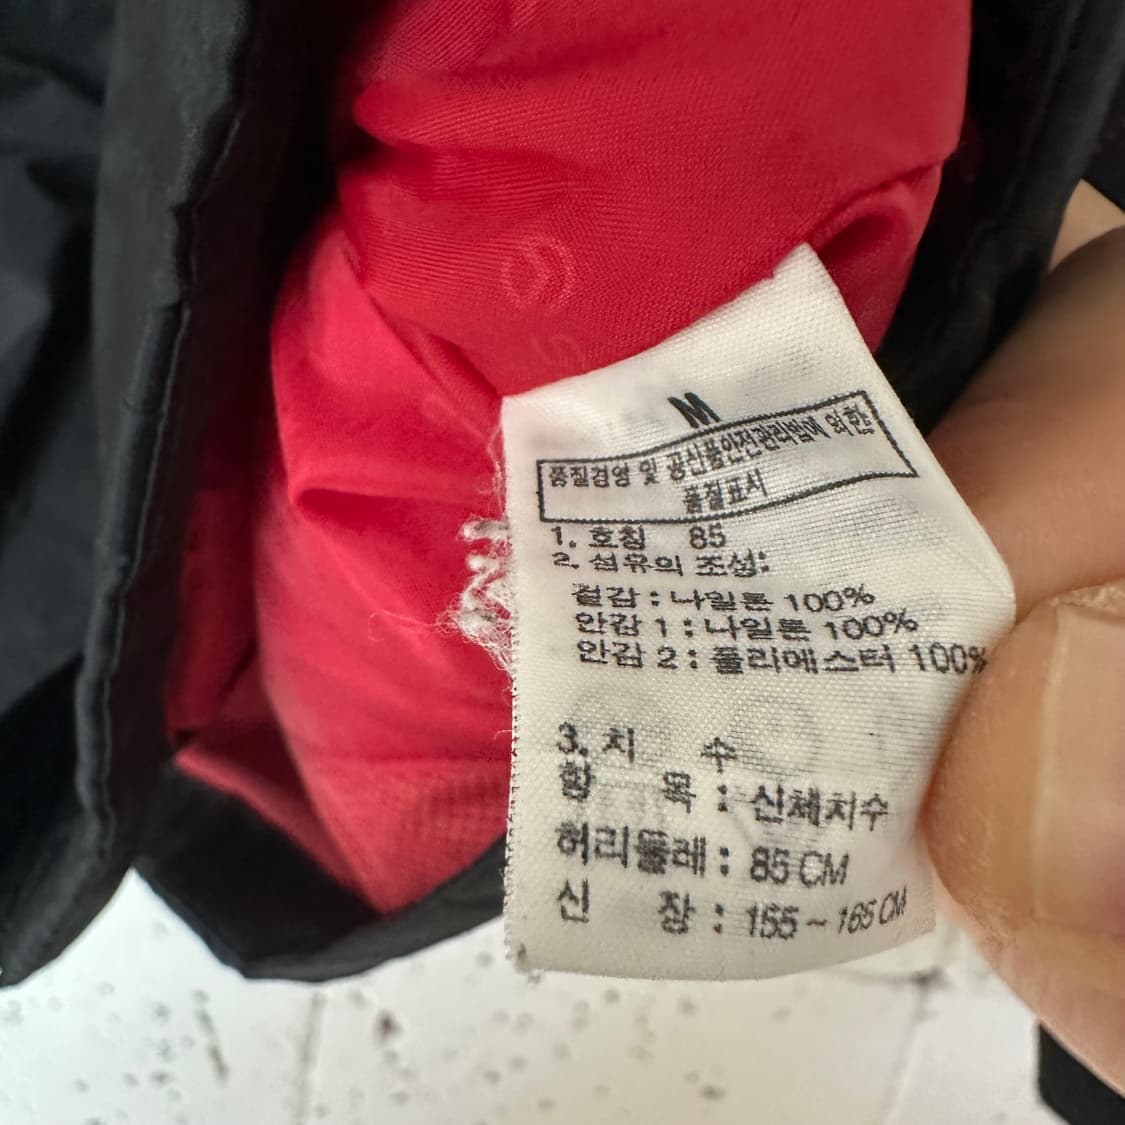 M
품질경영 및 공산품안전관리법에 의한
품질표시
1. 호칭 85
2. 섬유의 조성:
겉감 : 나일론 100%
안감 1 : 나일론 100%
안감 2 : 폴리에스터 100%
3. 치 수
항 목 : 신체치수
허리둘레 : 85 CM
신 장 : 155 ~ 165 CM